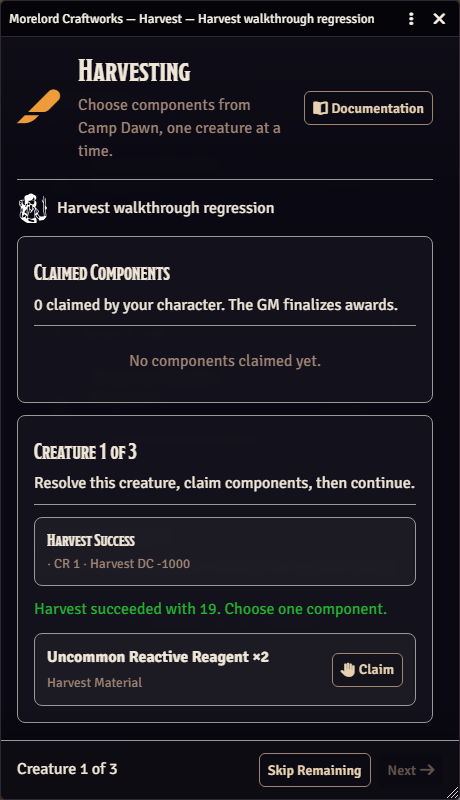 Morelord Craftworks — Harvest — Harvest walkthrough regression
Harvesting
Choose components from
Camp Dawn, one creature at a
time.
Documentation
Harvest walkthrough regression
Claimed Components
0 claimed by your character. The GM finalizes awards.
No components claimed yet.
Creature 1 of 3
Resolve this creature, claim components, then continue.
Harvest Success
· CR 1 · Harvest DC -1000
Harvest succeeded with 19. Choose one component.
Uncommon Reactive Reagent ×2
Harvest Material
Claim
Creature 1 of 3
Skip Remaining
Next →